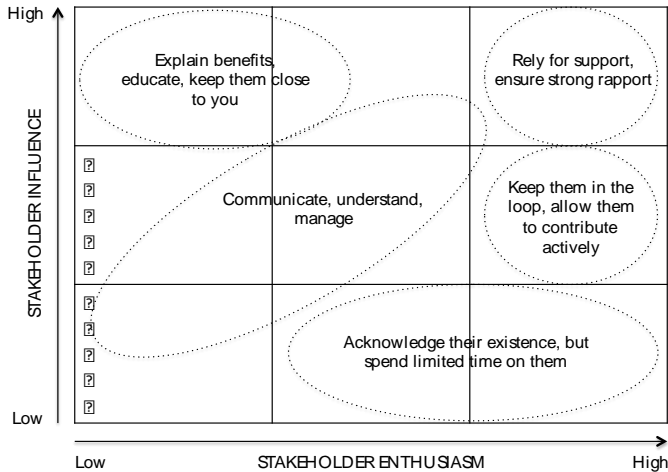 High
Explain benefits,
educate, keep them close
to you
Rely for support,
ensure strong rapport
STAKEHOLDER INFLUENCE
Communicate, understand,
manage
Keep them in the
loop, allow them
to contribute
actively
Acknowledge their existence, but
spend limited time on them
Low
Low
STAKEHOLDER ENTHUSIASM
High